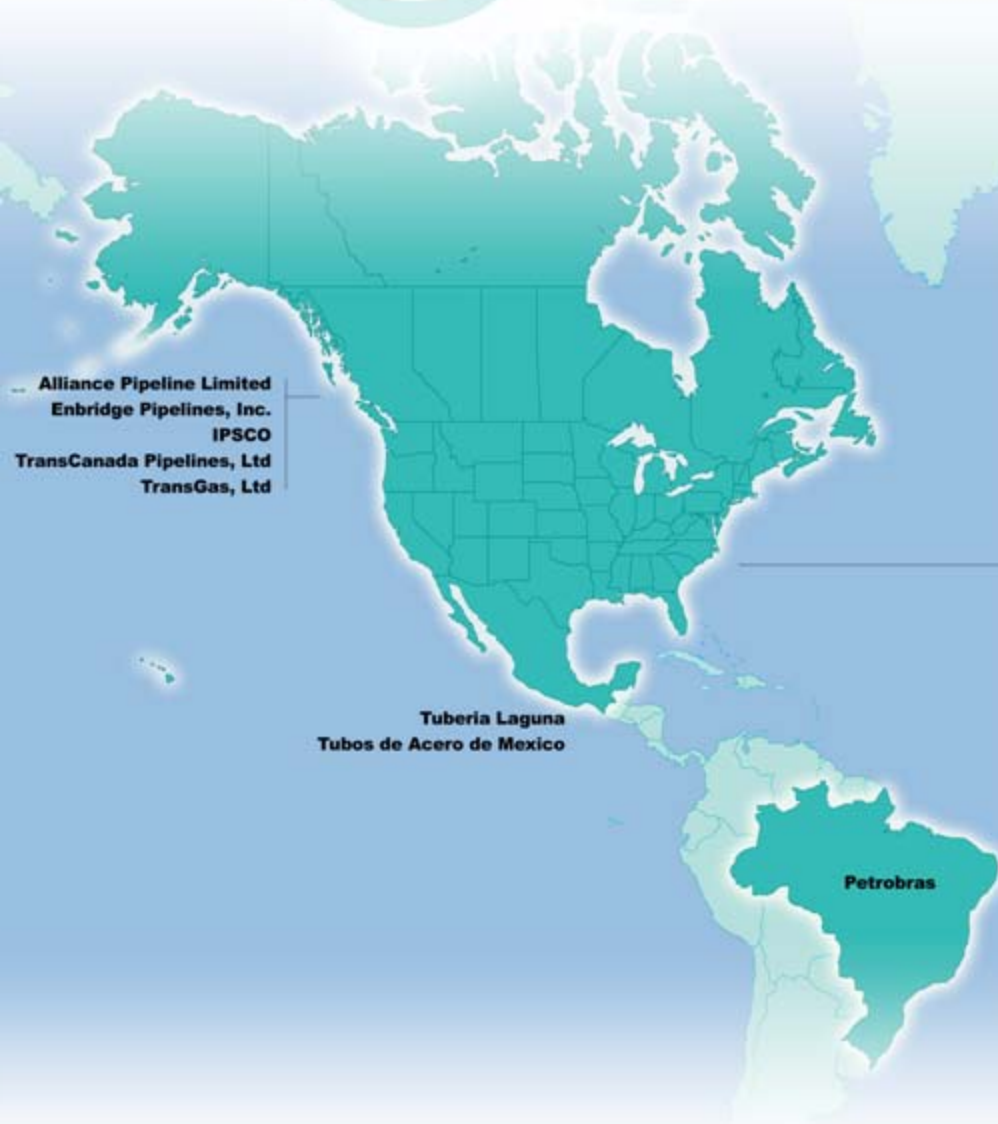 Alliance Pipeline Limited
Enbridge Pipelines, Inc.
IPSCO
TransCanada Pipelines, Ltd
TransGas, Ltd
Tuberia Laguna
Tubos de Acero de Mexico
Petrobras